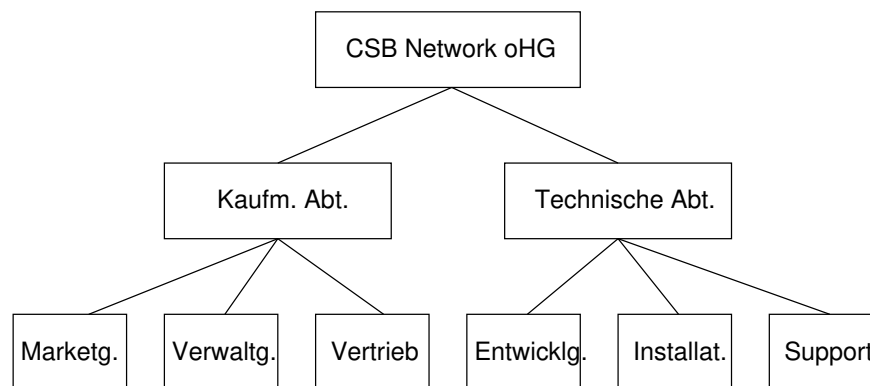 CSB Network oHG
Kaufm. Abt.
Technische Abt.
Marketg.
Verwaltg.
Vertrieb
Entwicklg.
Installat.
Support